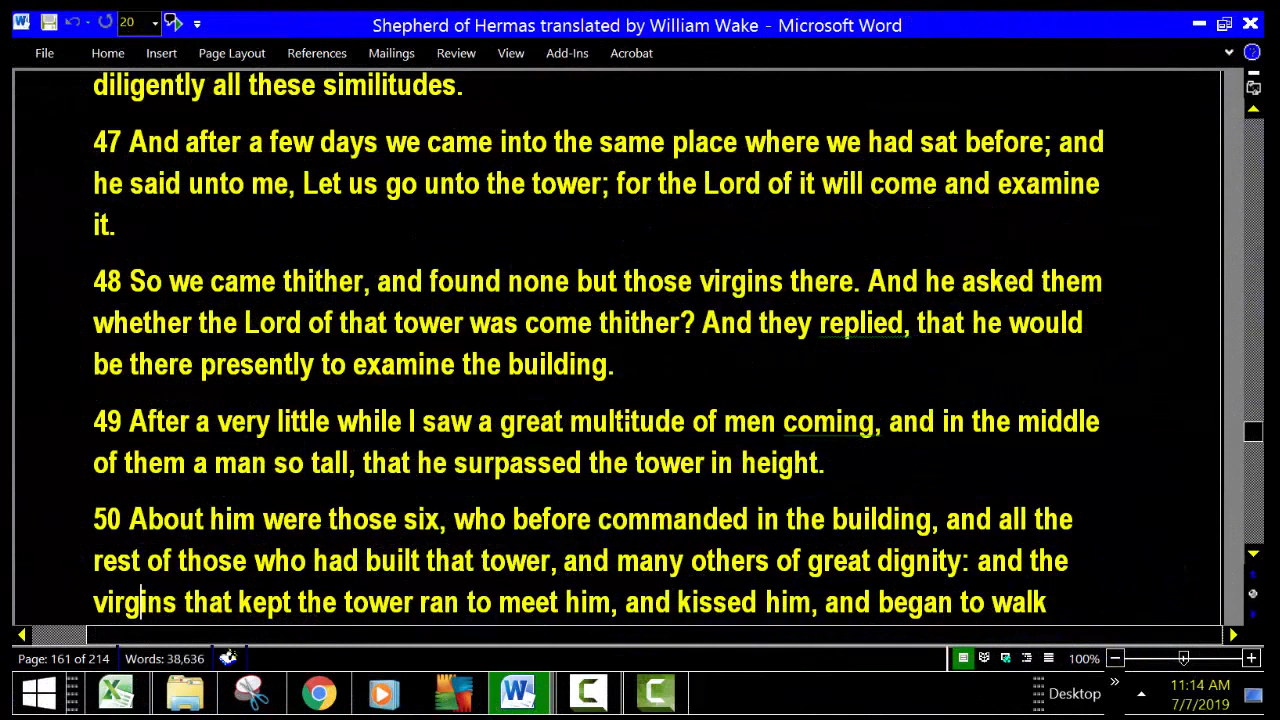 20
Shepherd of Hermas translated by William Wake - Microsoft Word
File Home Insert Page Layout References Mailings Review View Add-Ins Acrobat
diligently all these similitudes.
47 And after a few days we came into the same place where we had sat before; and
he said unto me, Let us go unto the tower; for the Lord of it will come and examine
it.
48 So we came thither, and found none but those virgins there. And he asked them
whether the Lord of that tower was come thither? And they replied, that he would
be there presently to examine the building.
49 After a very little while I saw a great multitude of men coming, and in the middle
of them a man so tall, that he surpassed the tower in height.
50 About him were those six, who before commanded in the building, and all the
rest of those who had built that tower, and many others of great dignity: and the
virgins that kept the tower ran to meet him, and kissed him, and began to walk
Page: 161 of 214 Words: 38,636 100%
Desktop 11:14 AM
7/7/2019